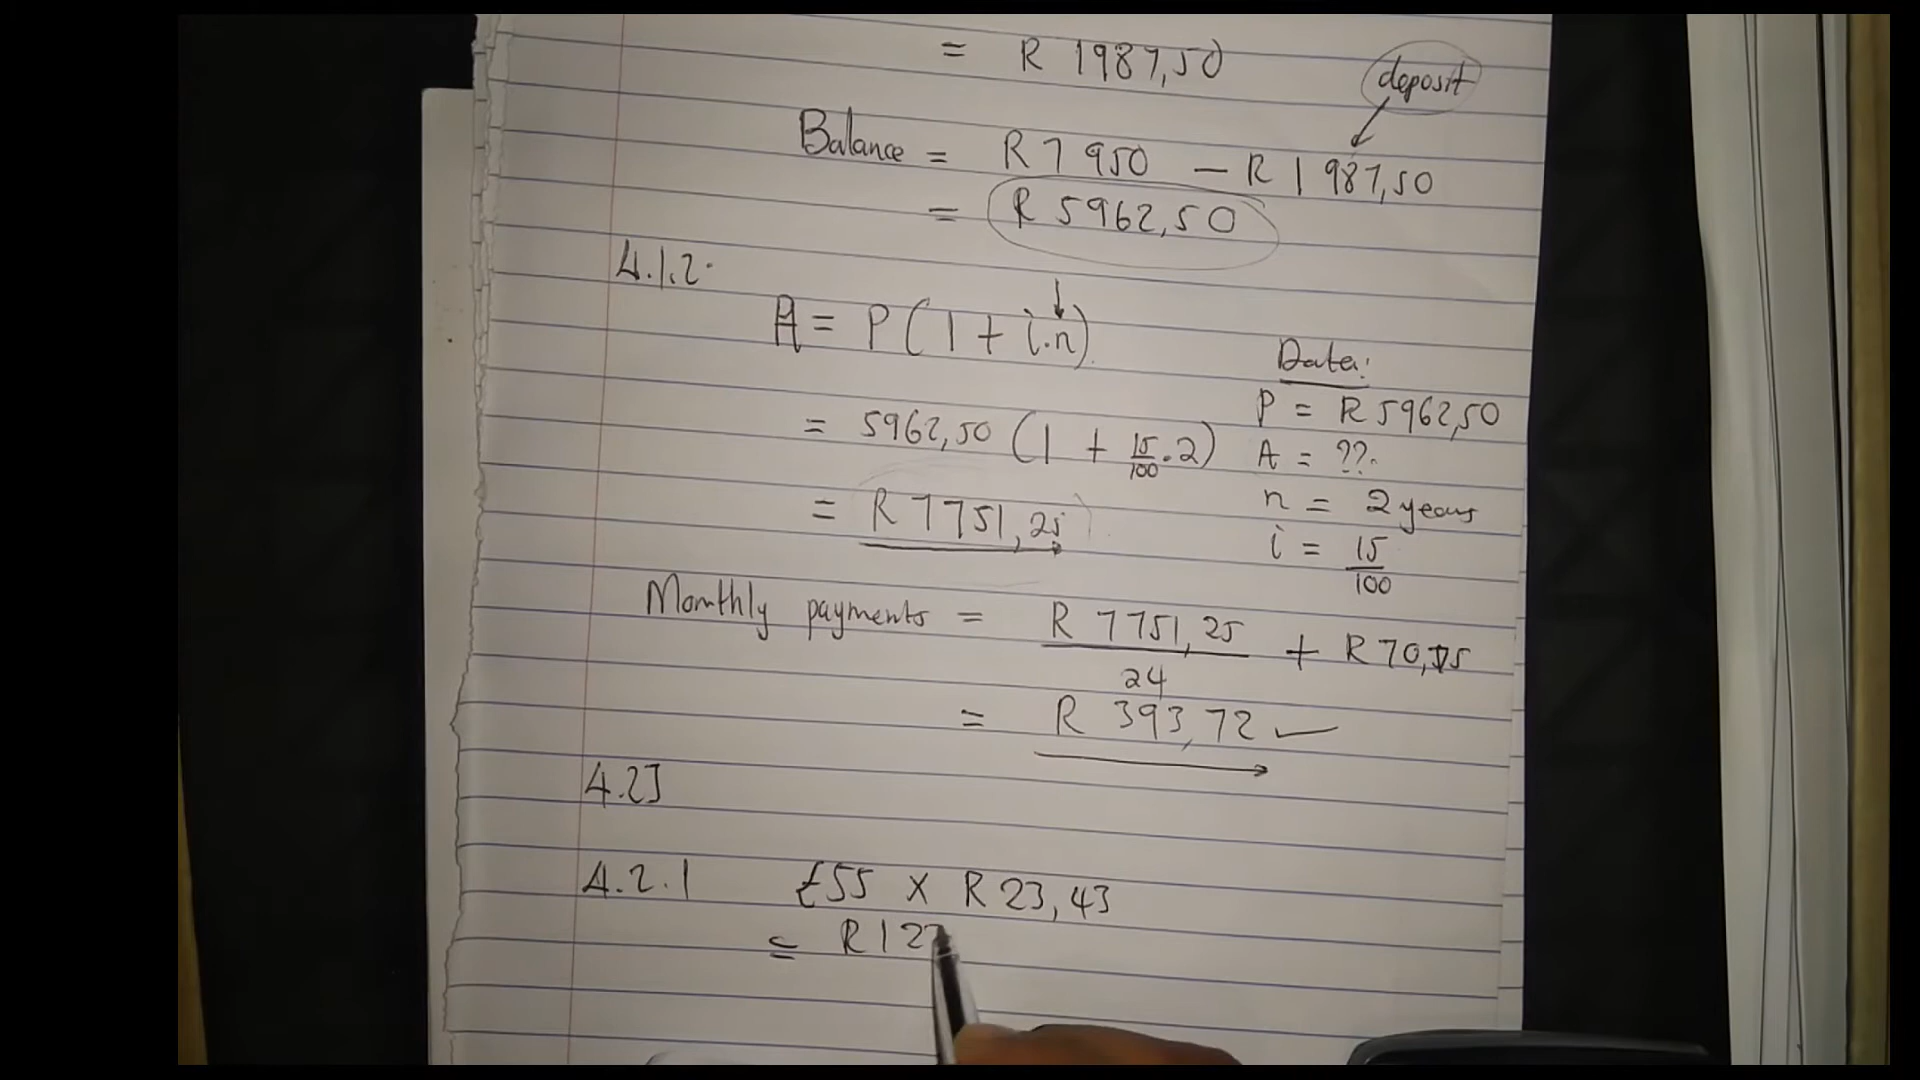 = R 1987,50
deposit
Balance = R 7 950 – R 1 987,50
= R 5962,50
4.1.2.
A = P(1 + i.n)
Data:
P = R 5962,50
= 5962,50 (1 + 15/100 . 2)
A = ??.
= R 7751,25
n = 2 years
i = 15/100
Monthly payments = R 7751,25/24 + R 70,75
= R 393,72 ✓
4.2]
4.2.1 £55 x R 23,43
= R 12